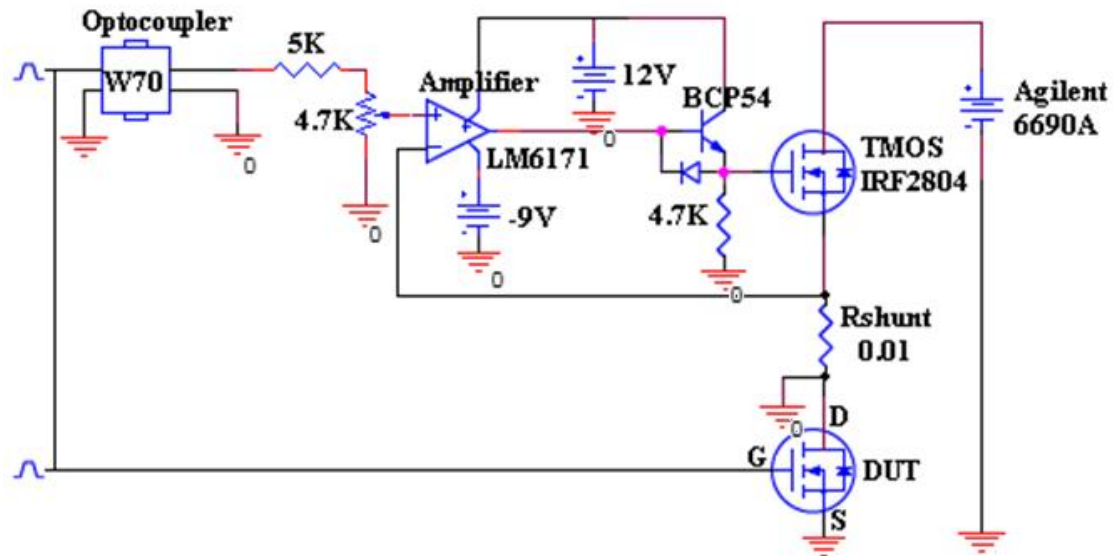 Optocoupler
W70
0
5K
4.7K
0
Amplifier
LM6171
-9V
0
12V
0
BCP54
4.7K
0
TMOS
IRF2804
Agilent
6690A
Rshunt
0.01
0
D
G
S
DUT